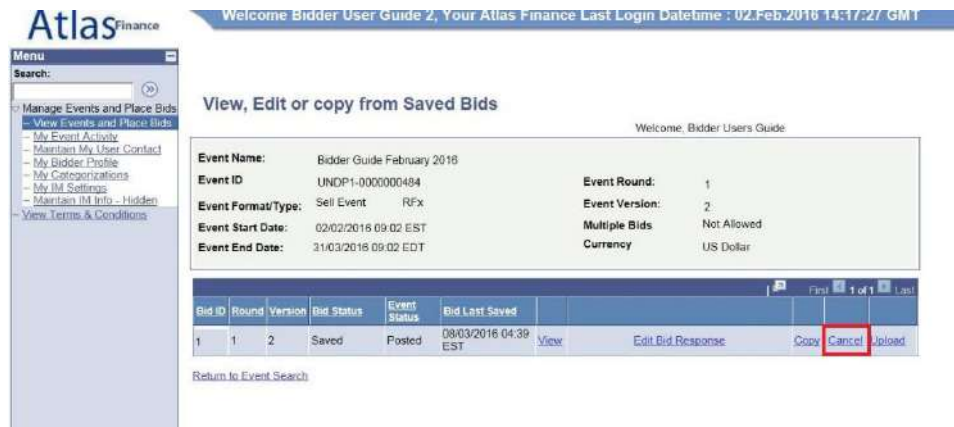 Atlas Finance
Welcome Bidder User Guide 2, Your Atlas Finance Last Login Datetime : 02.Feb.2016 14:17:27 GMT
Menu
Search:
Manage Events and Place Bids
– View Events and Place Bids
– My Event Activity
– Maintain My User Contact
– My Bidder Profile
– My Categorizations
– My IM Settings
– Maintain IM Info - Hidden
– View Terms & Conditions
View, Edit or copy from Saved Bids
Welcome, Bidder Users Guide
Event Name: Bidder Guide February 2016
Event ID UNDP1-0000000484 Event Round: 1
Event Format/Type: Sell Event RFx Event Version: 2
Event Start Date: 02/02/2016 09:02 EST Multiple Bids Not Allowed
Event End Date: 31/03/2016 09:02 EDT Currency US Dollar
First 1 of 1 Last
Bid ID Round Version Bid Status Event Status Bid Last Saved
1 1 2 Saved Posted 08/03/2016 04:39 EST View Edit Bid Response Copy Cancel Upload
Return to Event Search